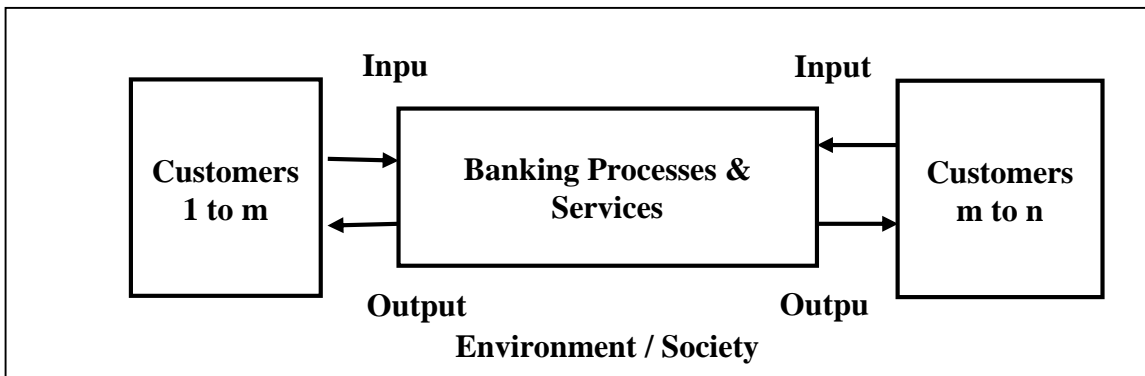 Inpu
Input
Customers
1 to m
Banking Processes &
Services
Customers
m to n
Output
Outpu
Environment / Society